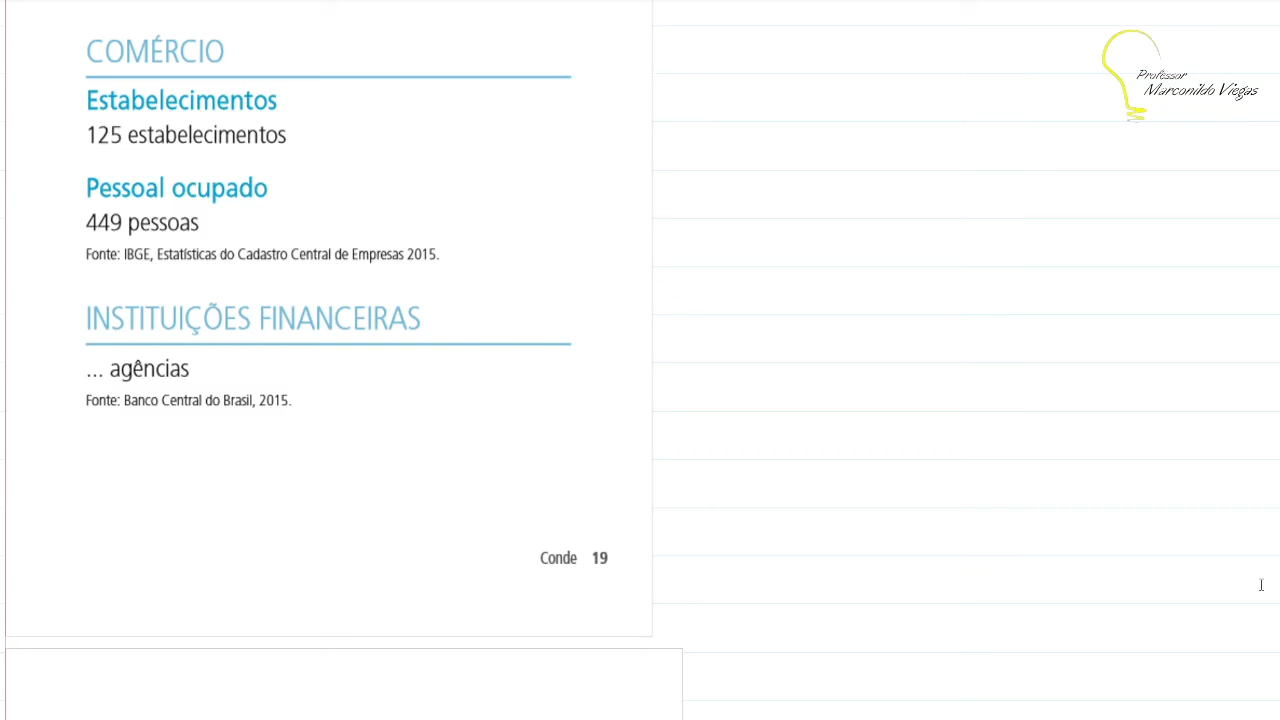 COMÉRCIO
Estabelecimentos
125 estabelecimentos
Pessoal ocupado
449 pessoas
Fonte: IBGE, Estatísticas do Cadastro Central de Empresas 2015.
INSTITUIÇÕES FINANCEIRAS
... agências
Fonte: Banco Central do Brasil, 2015.
Conde 19
Professor
Marconildo Viegas